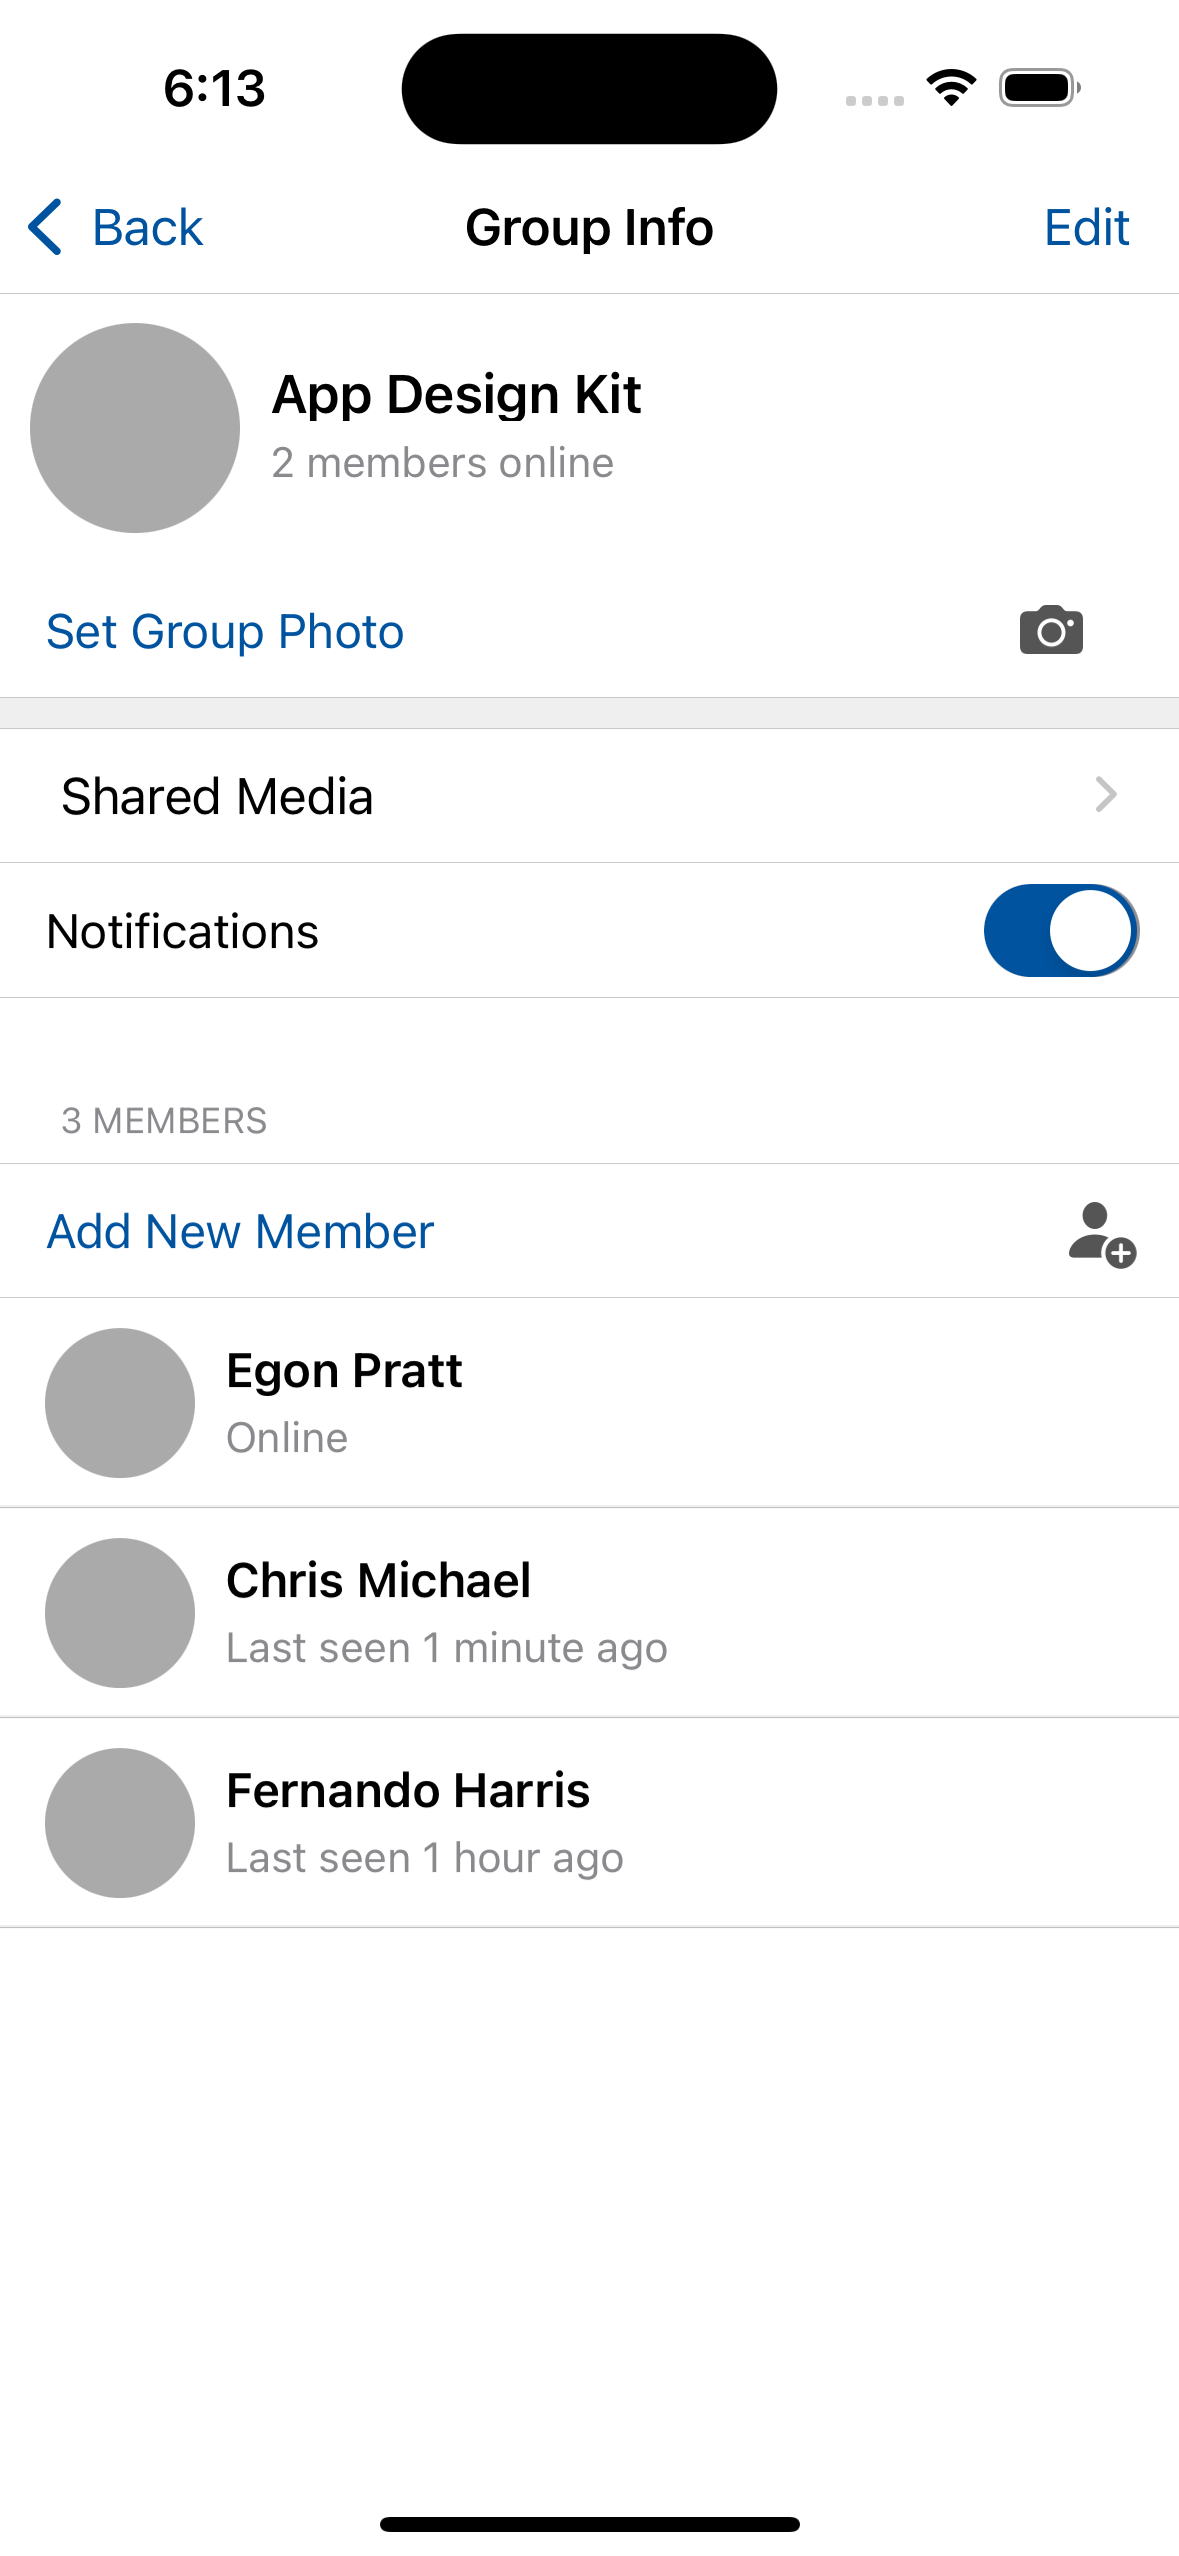 6:13
Back
Group Info
Edit
App Design Kit
2 members online
Set Group Photo
Shared Media
Notifications
3 MEMBERS
Add New Member
Egon Pratt
Online
Chris Michael
Last seen 1 minute ago
Fernando Harris
Last seen 1 hour ago